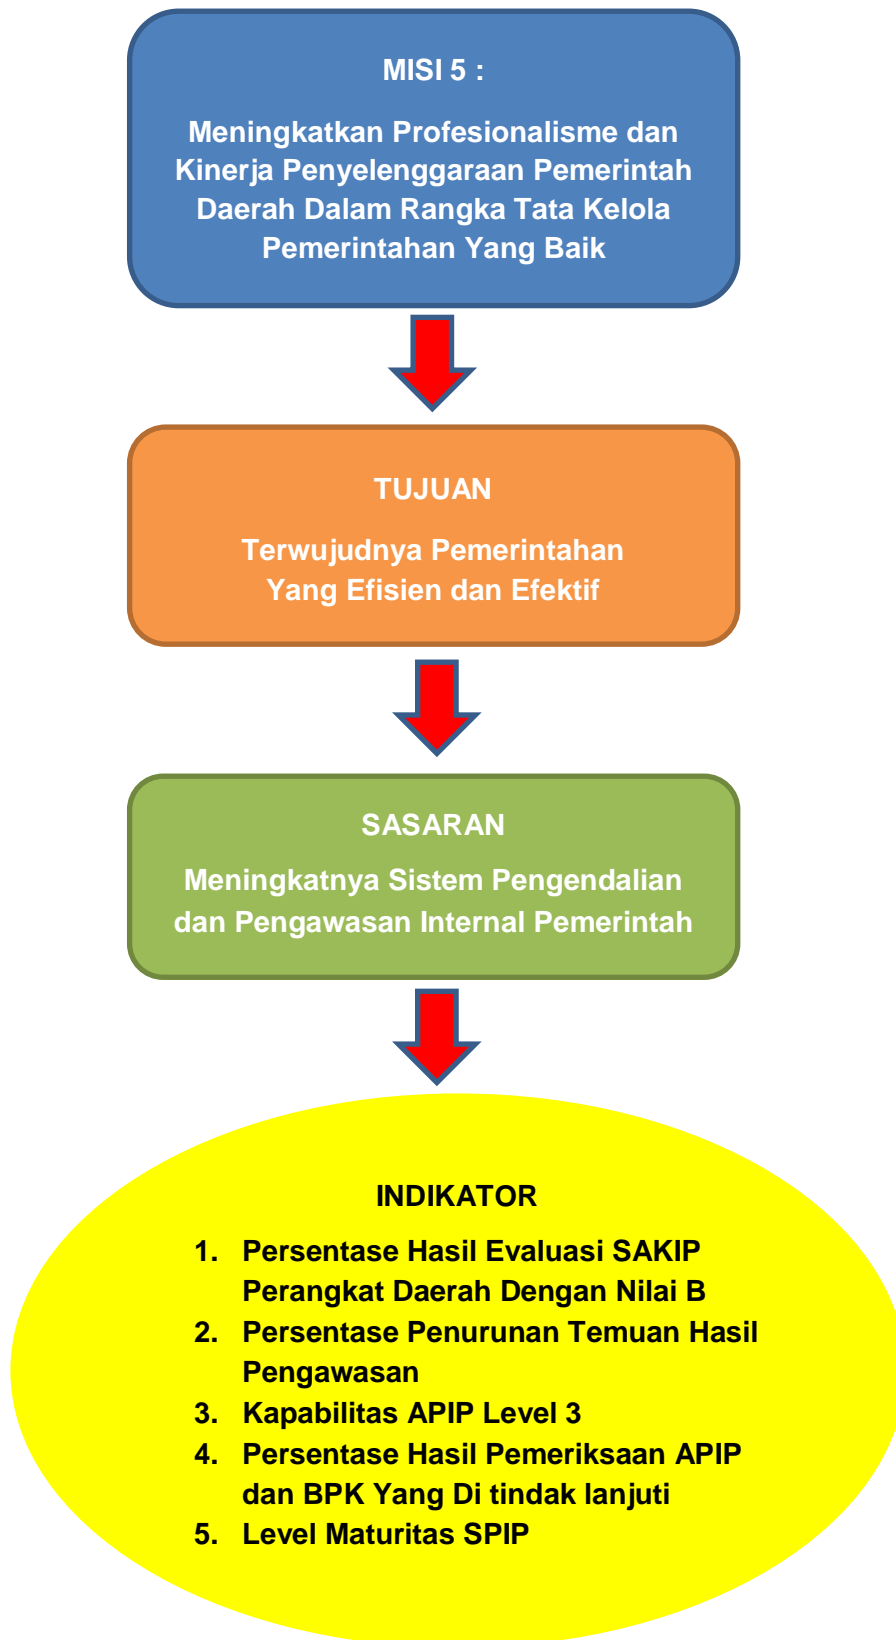 MISI 5 :
Meningkatkan Profesionalisme dan
Kinerja Penyelenggaraan Pemerintah
Daerah Dalam Rangka Tata Kelola
Pemerintahan Yang Baik
TUJUAN
Terwujudnya Pemerintahan
Yang Efisien dan Efektif
SASARAN
Meningkatnya Sistem Pengendalian
dan Pengawasan Internal Pemerintah
INDIKATOR
1. Persentase Hasil Evaluasi SAKIP
Perangkat Daerah Dengan Nilai B
2. Persentase Penurunan Temuan Hasil
Pengawasan
3. Kapabilitas APIP Level 3
4. Persentase Hasil Pemeriksaan APIP
dan BPK Yang Di tindak lanjuti
5. Level Maturitas SPIP